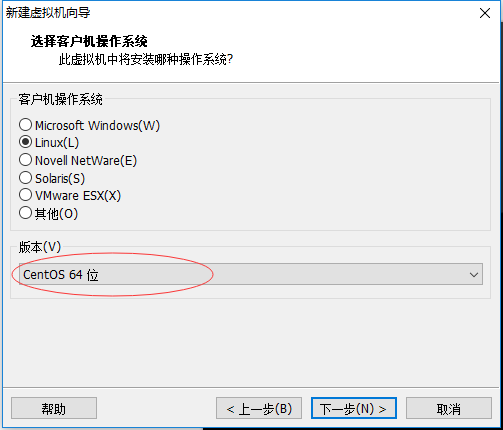 新建虚拟机向导
选择客户机操作系统
此虚拟机中将安装哪种操作系统?
客户机操作系统
Microsoft Windows(W)
Linux(L)
Novell NetWare(E)
Solaris(S)
VMware ESX(X)
其他(O)
版本(V)
CentOS 64 位
帮助
< 上一步(B)
下一步(N) >
取消